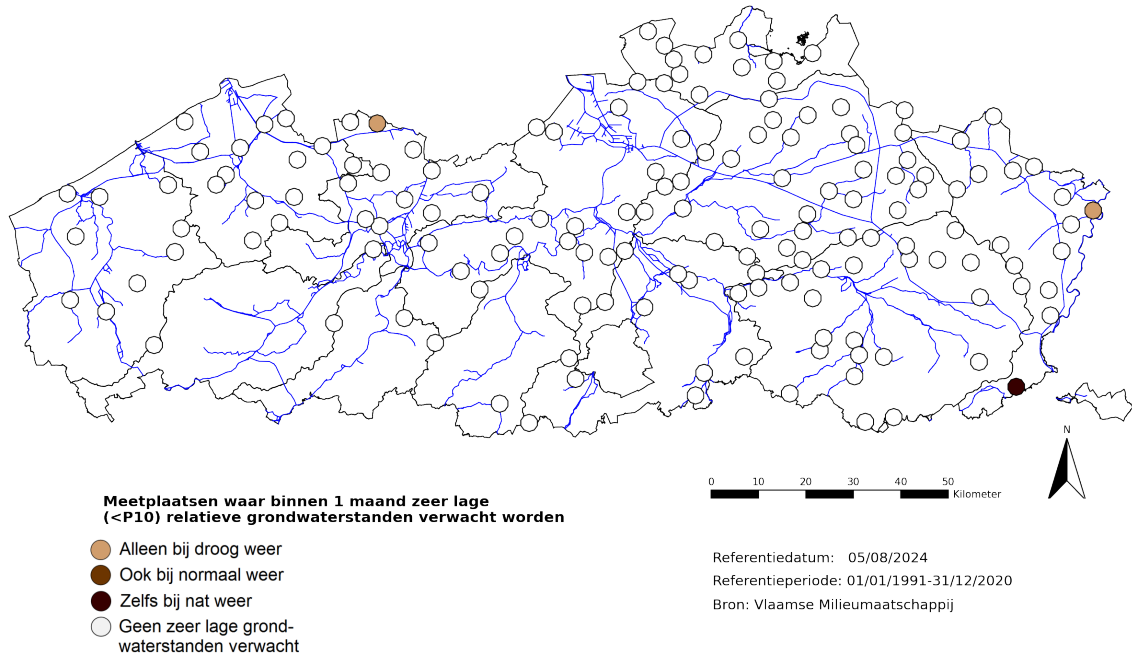 N
0 10 20 30 40 50
Kilometer
Meetplaatsen waar binnen 1 maand zeer lage
(<P10) relatieve grondwaterstanden verwacht worden
Alleen bij droog weer
Ook bij normaal weer
Zelfs bij nat weer
Geen zeer lage grond-
waterstanden verwacht
Referentiedatum: 05/08/2024
Referentieperiode: 01/01/1991-31/12/2020
Bron: Vlaamse Milieumaatschappij